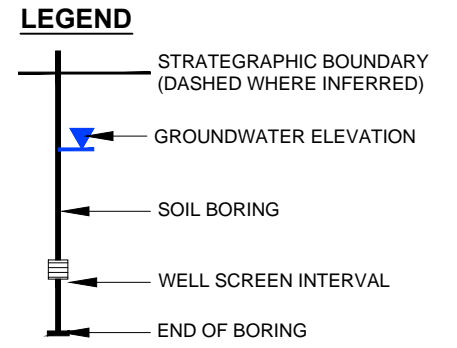 LEGEND
STRATEGRAPHIC BOUNDARY
(DASHED WHERE INFERRED)
GROUNDWATER ELEVATION
SOIL BORING
WELL SCREEN INTERVAL
END OF BORING